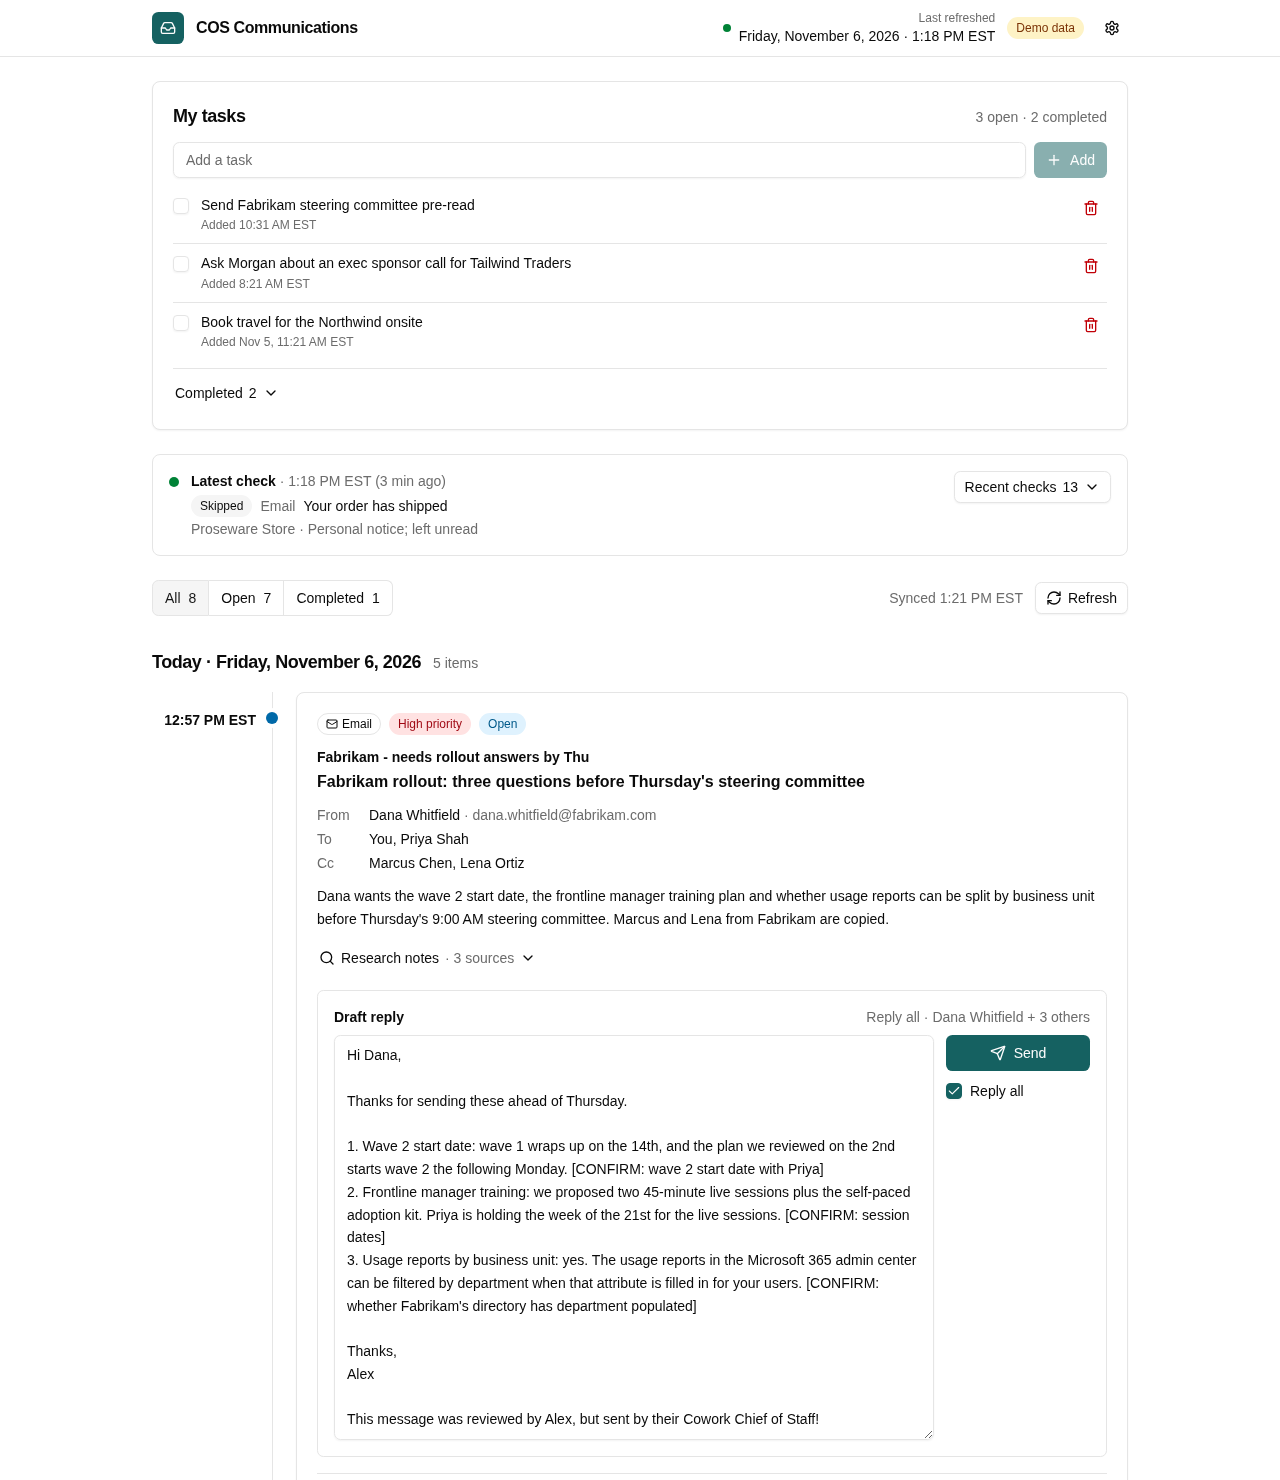 COS Communications
Last refreshed
Friday, November 6, 2026 · 1:18 PM EST
Demo data
My tasks
3 open · 2 completed
Add a task
Add
Send Fabrikam steering committee pre-read
Added 10:31 AM EST
Ask Morgan about an exec sponsor call for Tailwind Traders
Added 8:21 AM EST
Book travel for the Northwind onsite
Added Nov 5, 11:21 AM EST
Completed 2
Latest check · 1:18 PM EST (3 min ago)
Recent checks 13
Skipped Email Your order has shipped
Proseware Store · Personal notice; left unread
All 8 Open 7 Completed 1
Synced 1:21 PM EST
Refresh
Today · Friday, November 6, 2026 5 items
12:57 PM EST
Email High priority Open
Fabrikam - needs rollout answers by Thu
Fabrikam rollout: three questions before Thursday's steering committee
From Dana Whitfield · dana.whitfield@fabrikam.com
To You, Priya Shah
Cc Marcus Chen, Lena Ortiz
Dana wants the wave 2 start date, the frontline manager training plan and whether usage reports can be split by business unit
before Thursday's 9:00 AM steering committee. Marcus and Lena from Fabrikam are copied.
Research notes · 3 sources
Draft reply
Reply all · Dana Whitfield + 3 others
Hi Dana,
Thanks for sending these ahead of Thursday.
1. Wave 2 start date: wave 1 wraps up on the 14th, and the plan we reviewed on the 2nd
starts wave 2 the following Monday. [CONFIRM: wave 2 start date with Priya]
2. Frontline manager training: we proposed two 45-minute live sessions plus the self-paced
adoption kit. Priya is holding the week of the 21st for the live sessions. [CONFIRM: session
dates]
3. Usage reports by business unit: yes. The usage reports in the Microsoft 365 admin center
can be filtered by department when that attribute is filled in for your users. [CONFIRM:
whether Fabrikam's directory has department populated]
Thanks,
Alex
This message was reviewed by Alex, but sent by their Cowork Chief of Staff!
Send
Reply all